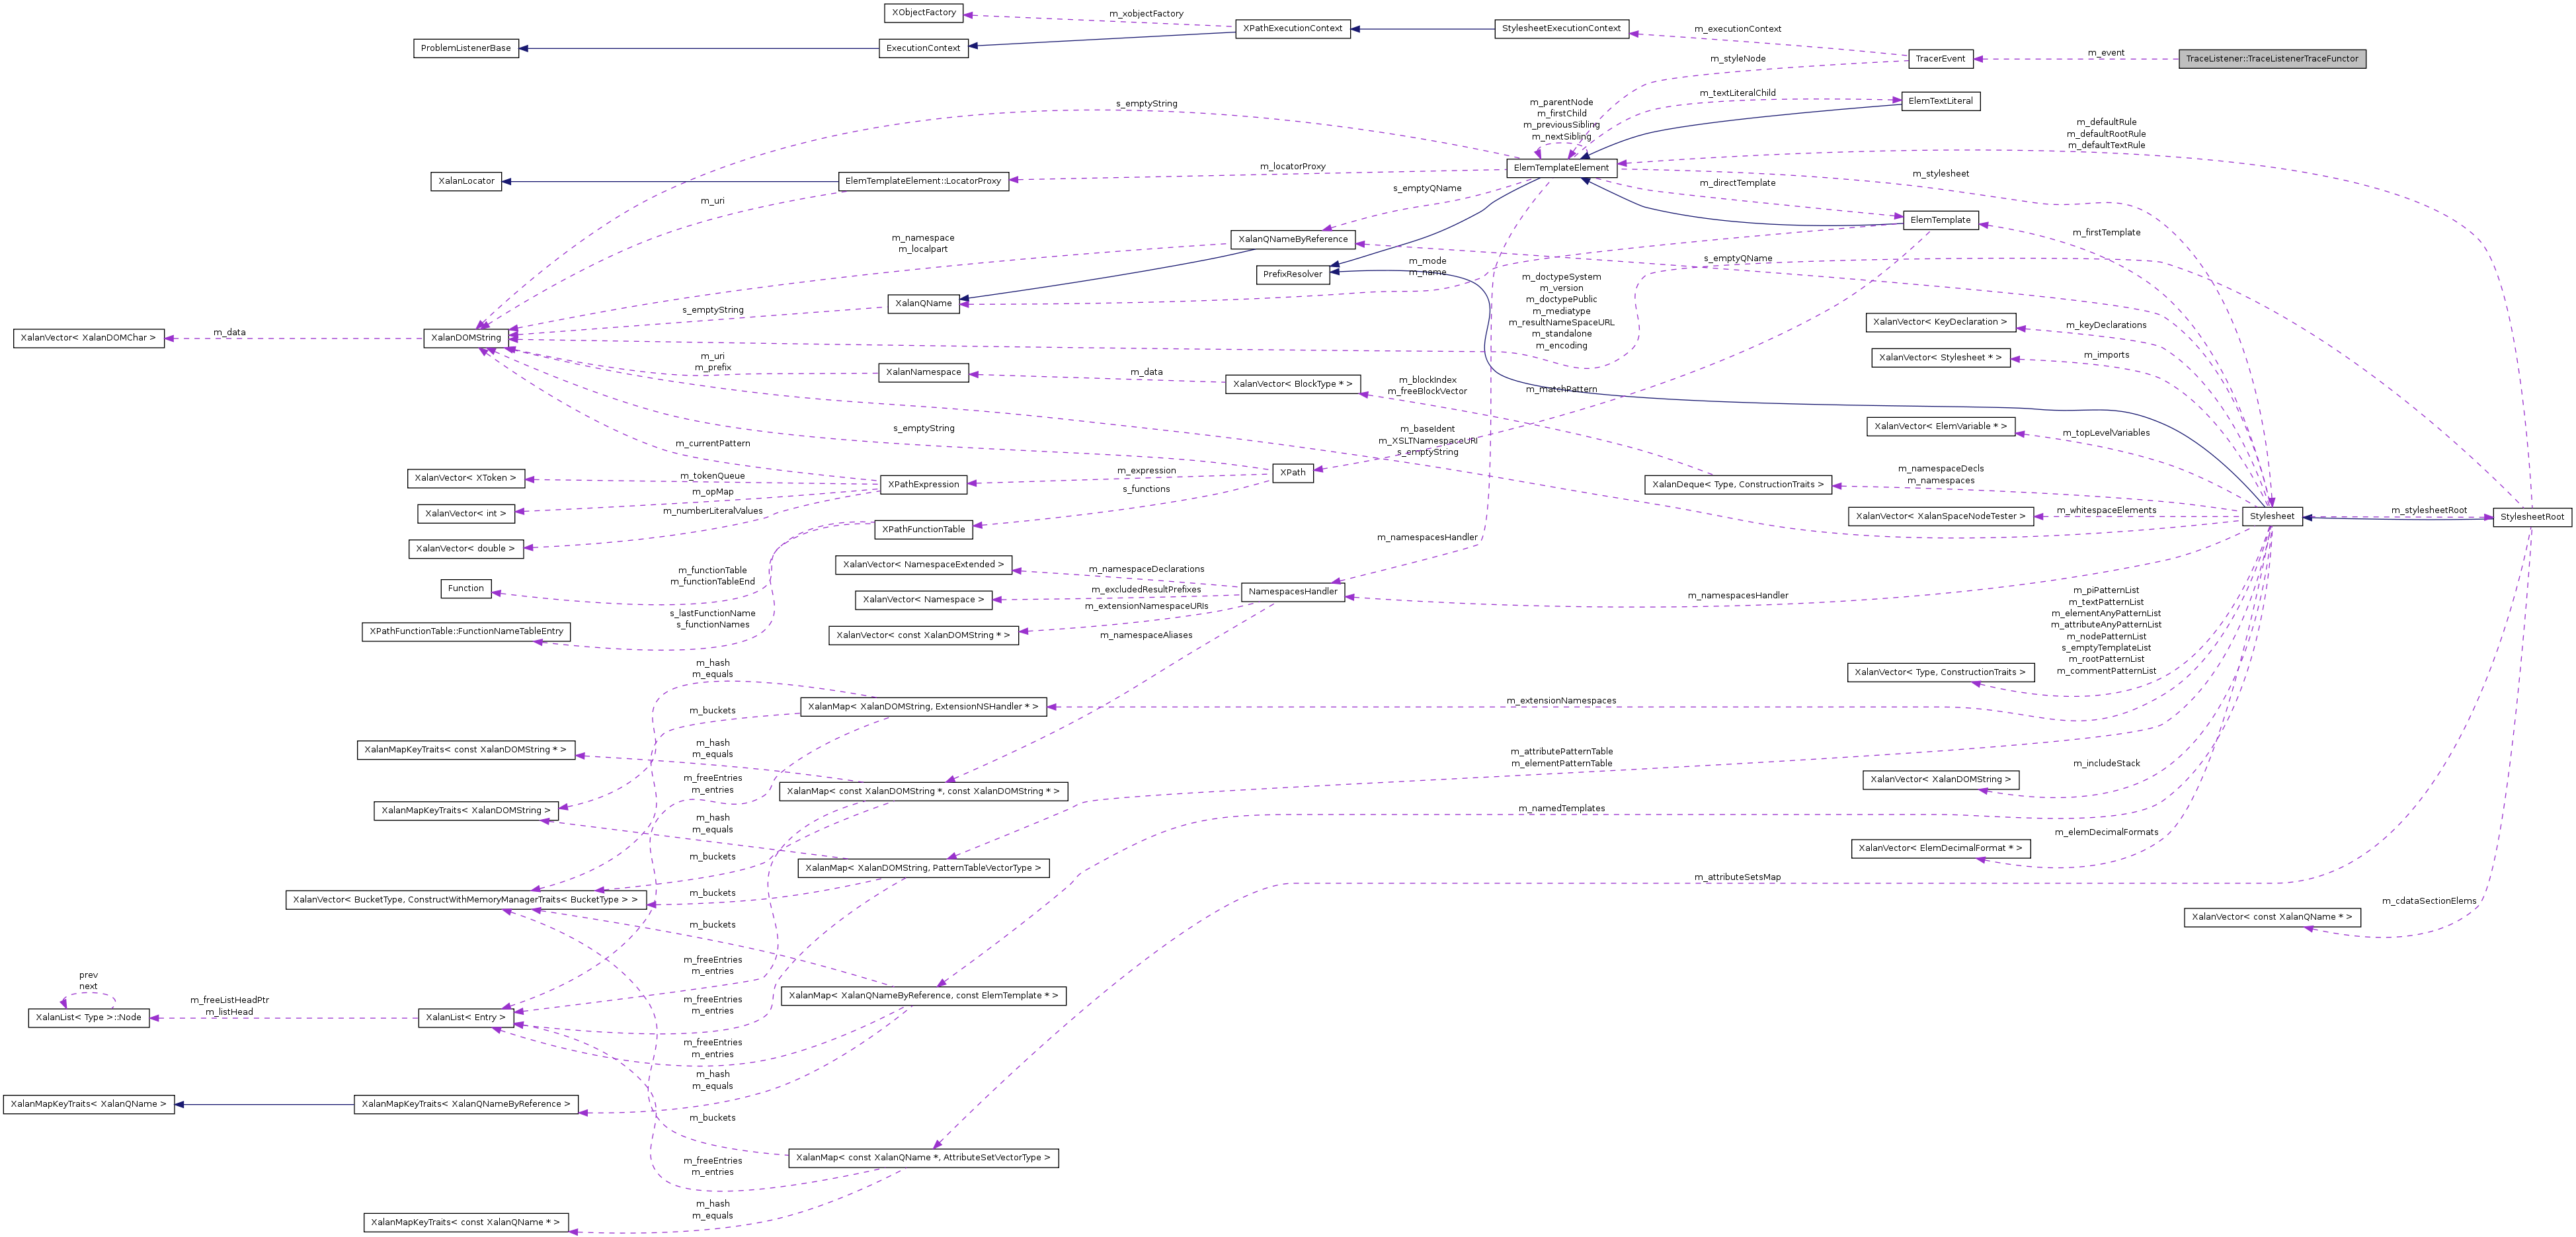 XObjectFactory
m_xobjectFactory
XPathExecutionContext
StylesheetExecutionContext
m_executionContext
ProblemListenerBase
ExecutionContext
TracerEvent
m_event
TraceListener::TraceListenerTraceFunctor
m_styleNode
m_textLiteralChild
ElemTextLiteral
s_emptyString
m_parentNode
m_firstChild
m_previousSibling
m_nextSibling
m_defaultRule
m_defaultRootRule
m_defaultTextRule
ElemTemplateElement
m_locatorProxy
XalanLocator
ElemTemplateElement::LocatorProxy
m_stylesheet
m_directTemplate
s_emptyQName
m_uri
ElemTemplate
m_firstTemplate
m_namespace
m_localpart
XalanQNameByReference
PrefixResolver
m_mode
m_name
s_emptyQName
m_doctypeSystem
m_version
m_doctypePublic
m_mediatype
m_resultNameSpaceURL
m_standalone
m_encoding
XalanQName
s_emptyString
XalanVector< XalanDOMChar >
m_data
XalanDOMString
XalanVector< KeyDeclaration >
m_keyDeclarations
XalanVector< Stylesheet * >
m_imports
m_uri
m_prefix
XalanNamespace
m_data
XalanVector< BlockType * >
m_blockIndex
m_freeBlockVector
m_matchPattern
XalanVector< ElemVariable * >
m_topLevelVariables
s_emptyString
m_baseIdent
m_XSLTNamespaceURI
s_emptyString
m_currentPattern
XalanVector< XToken >
m_tokenQueue
XPathExpression
m_expression
XPath
s_functions
m_opMap
XalanVector< int >
m_numberLiteralValues
XalanVector< double >
XPathFunctionTable
XalanDeque< Type, ConstructionTraits >
m_namespaceDecls
m_namespaces
XalanVector< XalanSpaceNodeTester >
m_whitespaceElements
Stylesheet
m_stylesheetRoot
StylesheetRoot
m_namespacesHandler
m_functionTable
m_functionTableEnd
Function
XalanVector< NamespaceExtended >
m_namespaceDeclarations
XalanVector< Namespace >
m_excludedResultPrefixes
NamespacesHandler
m_extensionNamespaceURIs
XalanVector< const XalanDOMString * >
m_namespaceAliases
m_namespacesHandler
s_lastFunctionName
s_functionNames
XPathFunctionTable::FunctionNameTableEntry
m_piPatternList
m_textPatternList
m_elementAnyPatternList
m_attributeAnyPatternList
m_nodePatternList
s_emptyTemplateList
m_rootPatternList
m_commentPatternList
XalanVector< Type, ConstructionTraits >
m_hash
m_equals
XalanMap< XalanDOMString, ExtensionNSHandler * >
m_extensionNamespaces
m_buckets
XalanMapKeyTraits< const XalanDOMString * >
m_hash
m_equals
m_attributePatternTable
m_elementPatternTable
m_includeStack
XalanVector< XalanDOMString >
m_freeEntries
m_entries
XalanMap< const XalanDOMString *, const XalanDOMString * >
XalanMapKeyTraits< XalanDOMString >
m_hash
m_equals
m_namedTemplates
m_elemDecimalFormats
XalanVector< ElemDecimalFormat * >
m_buckets
XalanMap< XalanDOMString, PatternTableVectorType >
m_attributeSetsMap
m_buckets
XalanVector< BucketType, ConstructWithMemoryManagerTraits< BucketType > >
m_cdataSectionElems
XalanVector< const XalanQName * >
m_buckets
m_freeEntries
m_entries
prev
next
XalanList< Type >::Node
m_freeListHeadPtr
m_listHead
XalanList< Entry >
m_freeEntries
m_entries
XalanMap< XalanQNameByReference, const ElemTemplate * >
m_freeEntries
m_entries
m_hash
m_equals
XalanMapKeyTraits< XalanQName >
XalanMapKeyTraits< XalanQNameByReference >
m_buckets
XalanMap< const XalanQName *, AttributeSetVectorType >
m_freeEntries
m_entries
m_hash
m_equals
XalanMapKeyTraits< const XalanQName * >